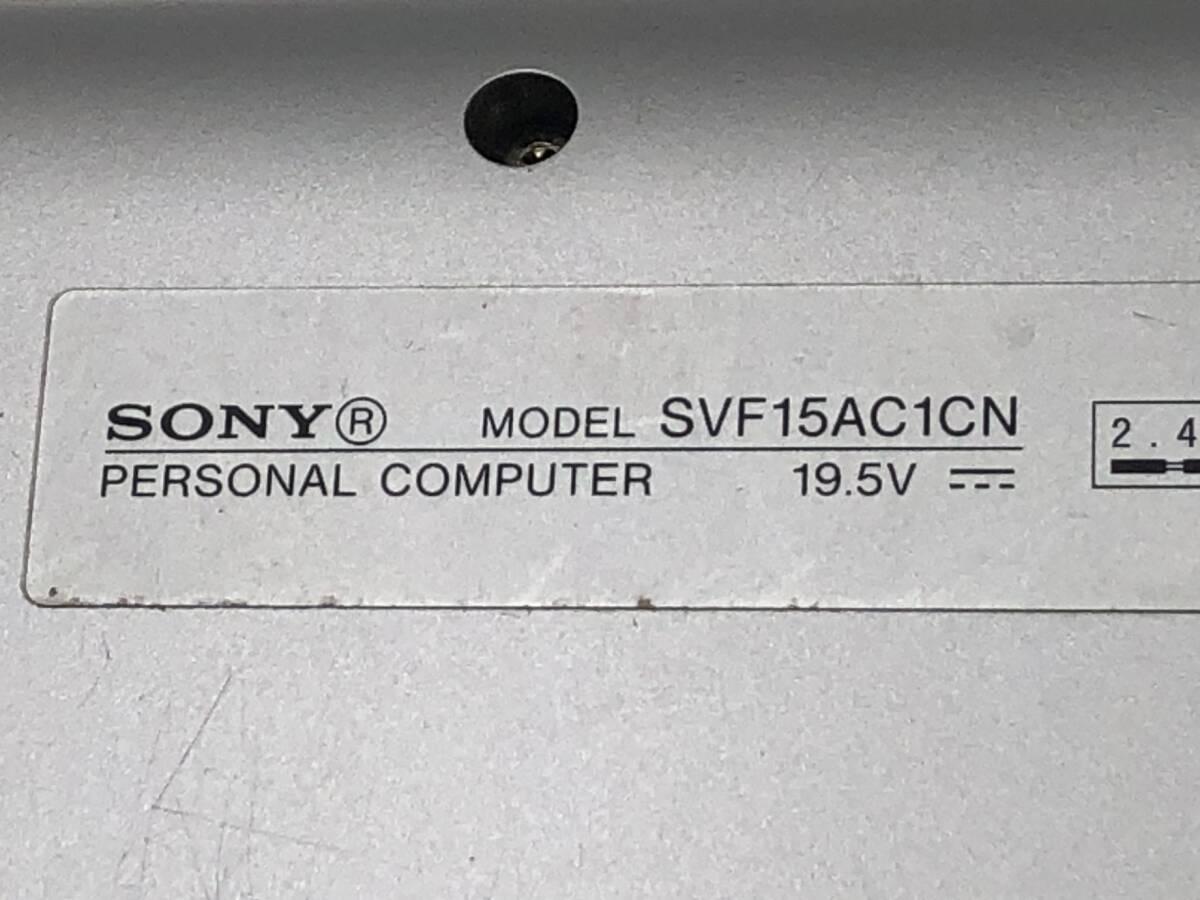 SONY® MODEL SVF15AC1CN
PERSONAL COMPUTER 19.5V
2.4